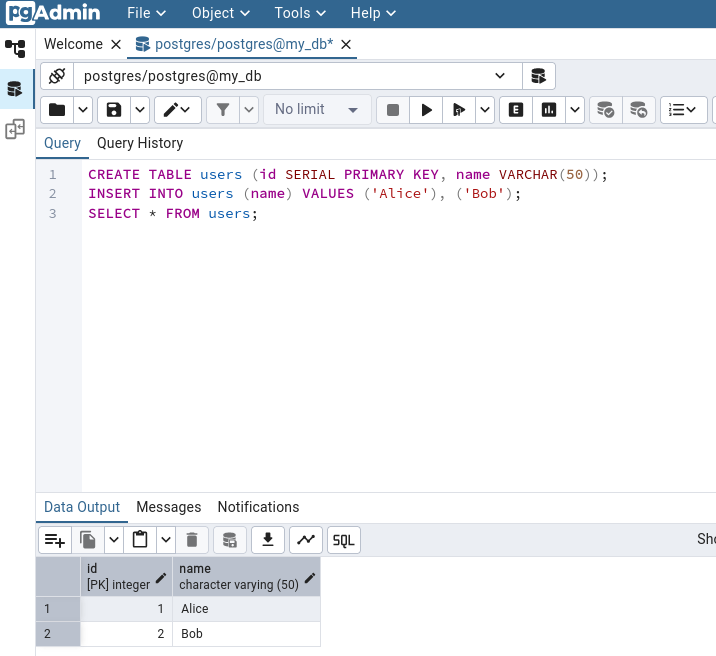 pgAdmin File Object Tools Help
Welcome postgres/postgres@my_db*
postgres/postgres@my_db
No limit E
Query Query History
1 CREATE TABLE users (id SERIAL PRIMARY KEY, name VARCHAR(50));
2 INSERT INTO users (name) VALUES ('Alice'), ('Bob');
3 SELECT * FROM users;
Data Output Messages Notifications
SQL
id name
[PK] integer character varying (50)
1 1 Alice
2 2 Bob